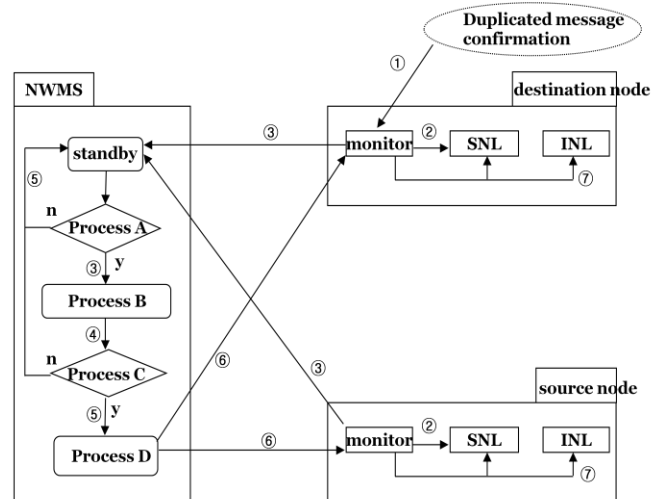 Duplicated message
confirmation
①
NWMS
destination node
standby
③
monitor
②
SNL
INL
⑤
⑦
n
Process A
③
y
Process B
④
⑥
n
Process C
③
source node
⑤
y
Process D
⑥
monitor
②
SNL
INL
⑦